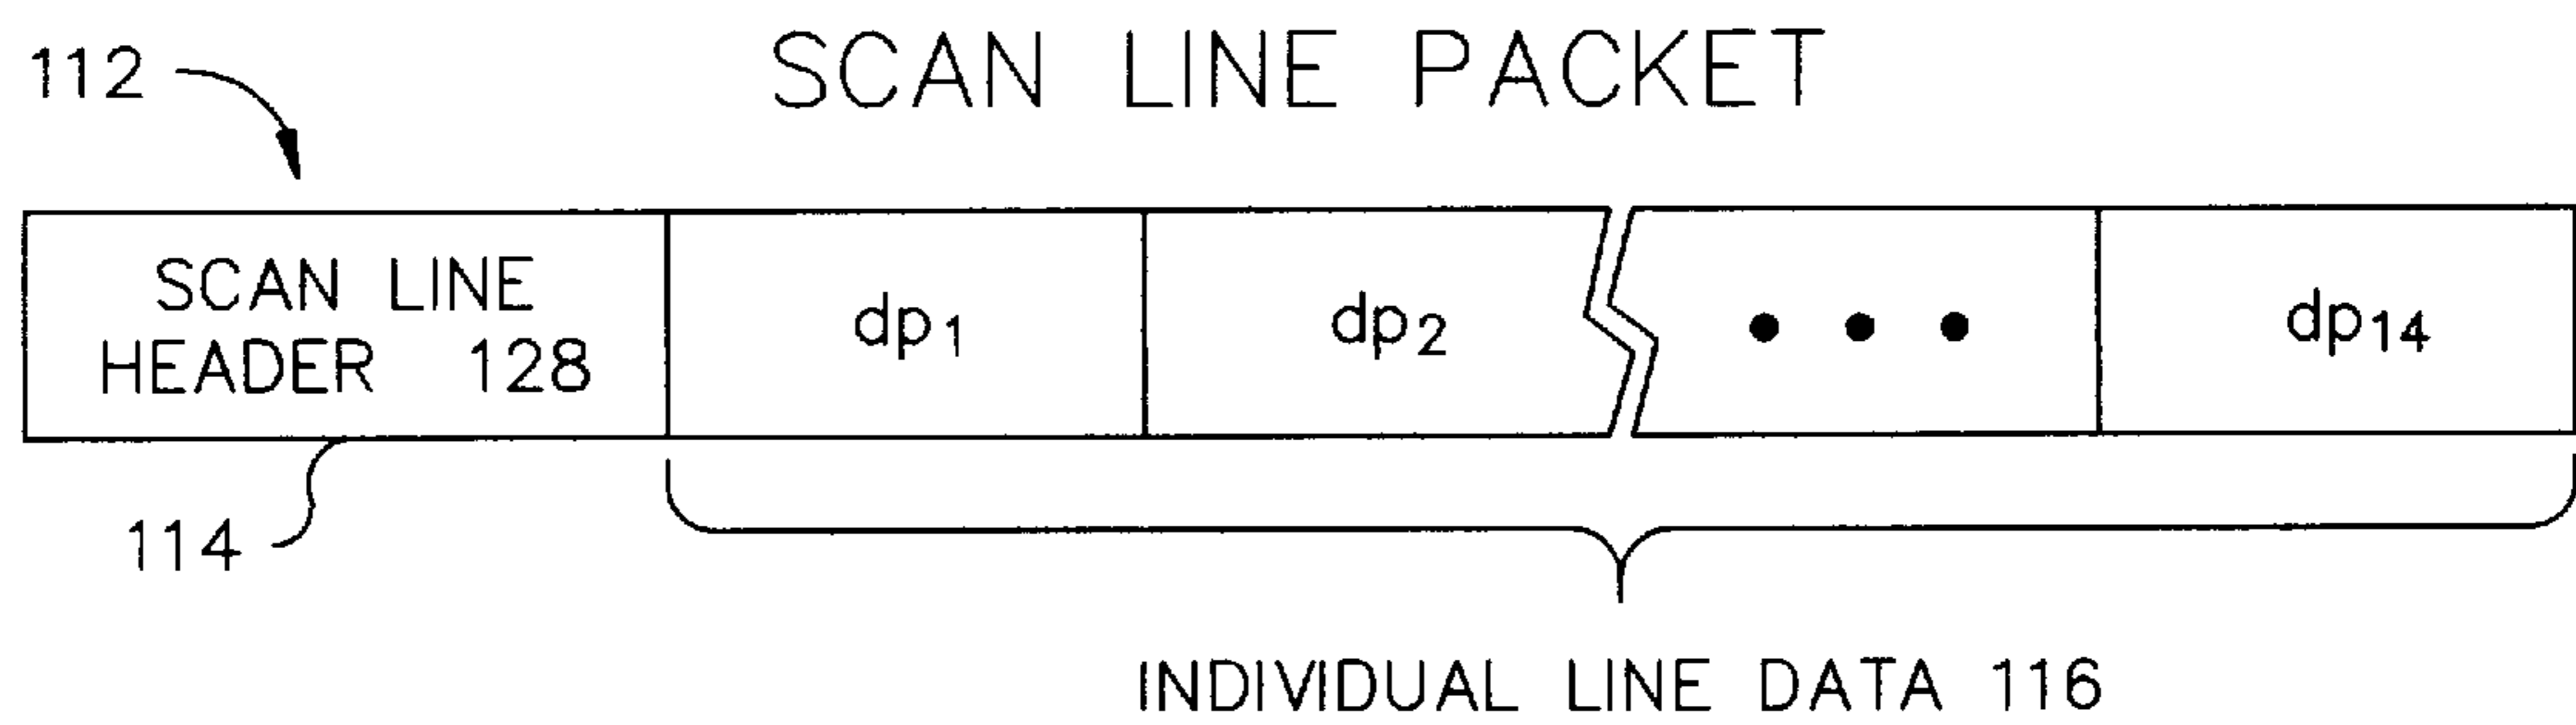 SCAN LINE PACKET
112
SCAN LINE
HEADER 128
dp1
dp2
• • •
dp14
114
INDIVIDUAL LINE DATA 116